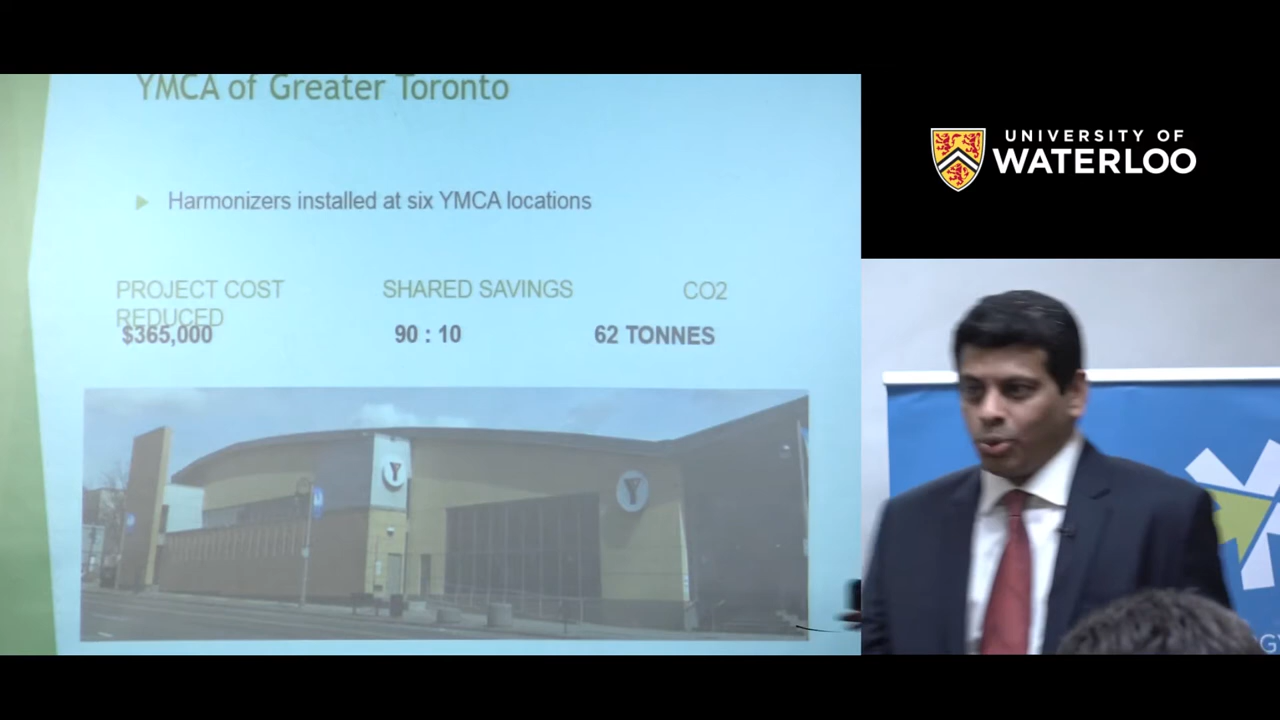 YMCA of Greater Toronto
Harmonizers installed at six YMCA locations
PROJECT COST SHARED SAVINGS CO2
REDUCED
$365,000 90 : 10 62 TONNES
UNIVERSITY OF
WATERLOO
Y
Y